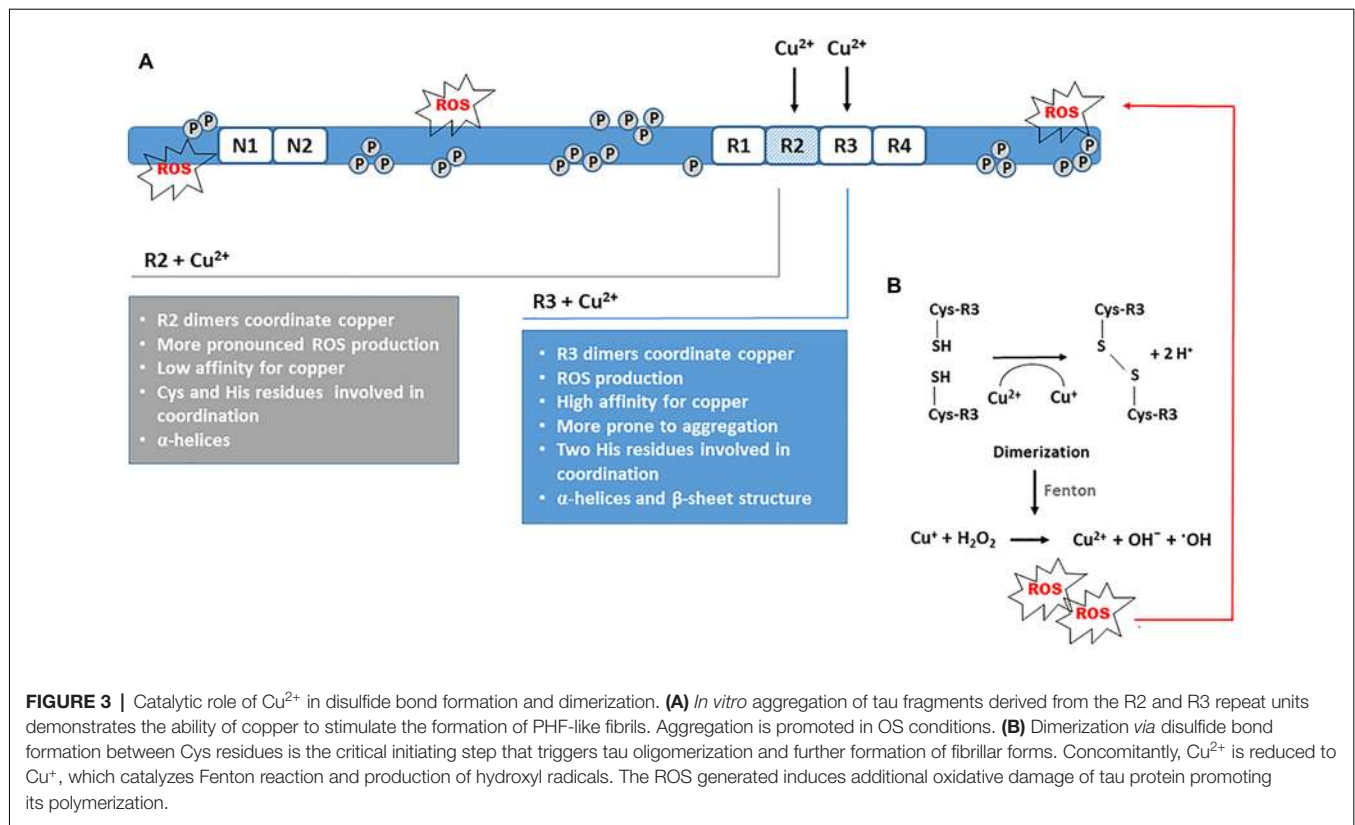 A
Cu²⁺ Cu²⁺
ROS
ROS
ROS
P P
N1 N2
P P P
P P
P P P P
P P P P
P
R1 R2 R3 R4
P P P
P P P
R2 + Cu²⁺
• R2 dimers coordinate copper
• More pronounced ROS production
• Low affinity for copper
• Cys and His residues involved in
coordination
• α-helices
R3 + Cu²⁺
• R3 dimers coordinate copper
• ROS production
• High affinity for copper
• More prone to aggregation
• Two His residues involved in
coordination
• α-helices and β-sheet structure
B
Cys-R3 Cys-R3
SH S + 2 H⁺
SH S
Cu²⁺ Cu⁺
Cys-R3 Cys-R3
Dimerization
Fenton
Cu⁺ + H₂O₂ Cu²⁺ + OH⁻ + ˙OH
ROS
ROS
FIGURE 3 | Catalytic role of Cu²⁺ in disulfide bond formation and dimerization. (A) In vitro aggregation of tau fragments derived from the R2 and R3 repeat units
demonstrates the ability of copper to stimulate the formation of PHF-like fibrils. Aggregation is promoted in OS conditions. (B) Dimerization via disulfide bond
formation between Cys residues is the critical initiating step that triggers tau oligomerization and further formation of fibrillar forms. Concomitantly, Cu²⁺ is reduced to
Cu⁺, which catalyzes Fenton reaction and production of hydroxyl radicals. The ROS generated induces additional oxidative damage of tau protein promoting
its polymerization.